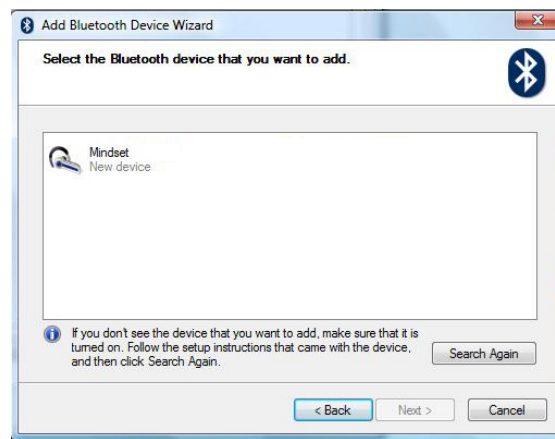 Add Bluetooth Device Wizard
Select the Bluetooth device that you want to add.
Mindset
New device
If you don't see the device that you want to add, make sure that it is
turned on. Follow the setup instructions that came with the device,
and then click Search Again.
Search Again
< Back
Next >
Cancel